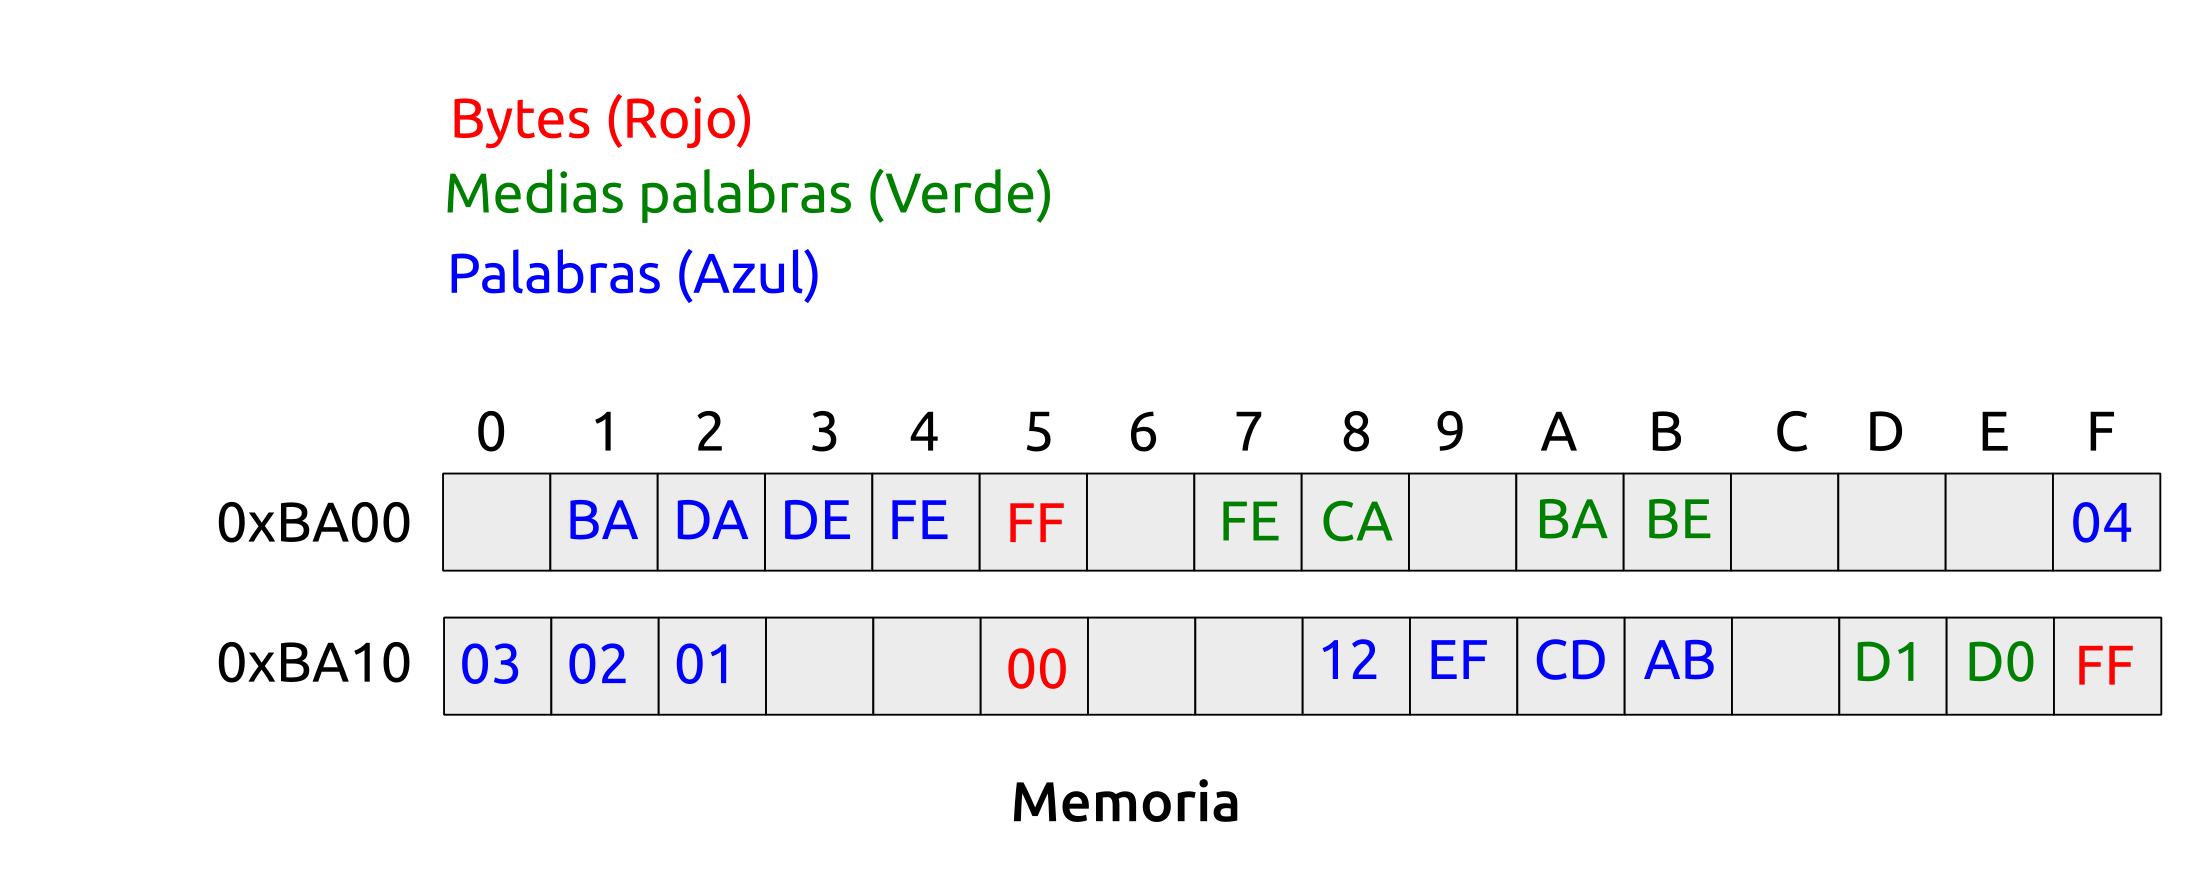 Bytes (Rojo)
Medias palabras (Verde)
Palabras (Azul)
0 1 2 3 4 5 6 7 8 9 A B C D E F
0xBA00 BA DA DE FE FF FE CA BA BE 04
0xBA10 03 02 01 00 12 EF CD AB D1 D0 FF
Memoria